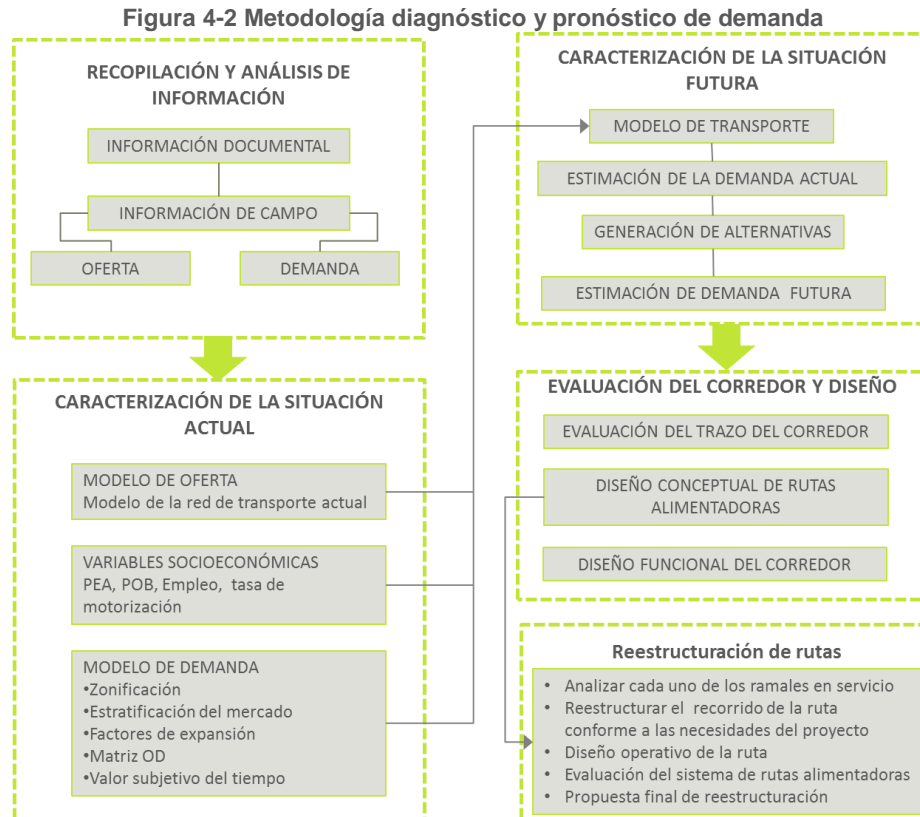 Figura 4-2 Metodología diagnóstico y pronóstico de demanda
RECOPILACIÓN Y ANÁLISIS DE
INFORMACIÓN
INFORMACIÓN DOCUMENTAL
INFORMACIÓN DE CAMPO
OFERTA
DEMANDA
CARACTERIZACIÓN DE LA SITUACIÓN
ACTUAL
MODELO DE OFERTA
Modelo de la red de transporte actual
VARIABLES SOCIOECONÓMICAS
PEA, POB, Empleo, tasa de
motorización
MODELO DE DEMANDA
•Zonificación
•Estratificación del mercado
•Factores de expansión
•Matriz OD
•Valor subjetivo del tiempo
CARACTERIZACIÓN DE LA SITUACIÓN
FUTURA
MODELO DE TRANSPORTE
ESTIMACIÓN DE LA DEMANDA ACTUAL
GENERACIÓN DE ALTERNATIVAS
ESTIMACIÓN DE DEMANDA FUTURA
EVALUACIÓN DEL CORREDOR Y DISEÑO
EVALUACIÓN DEL TRAZO DEL CORREDOR
DISEÑO CONCEPTUAL DE RUTAS
ALIMENTADORAS
DISEÑO FUNCIONAL DEL CORREDOR
Reestructuración de rutas
• Analizar cada uno de los ramales en servicio
• Reestructurar el recorrido de la ruta
conforme a las necesidades del proyecto
• Diseño operativo de la ruta
• Evaluación del sistema de rutas alimentadoras
• Propuesta final de reestructuración